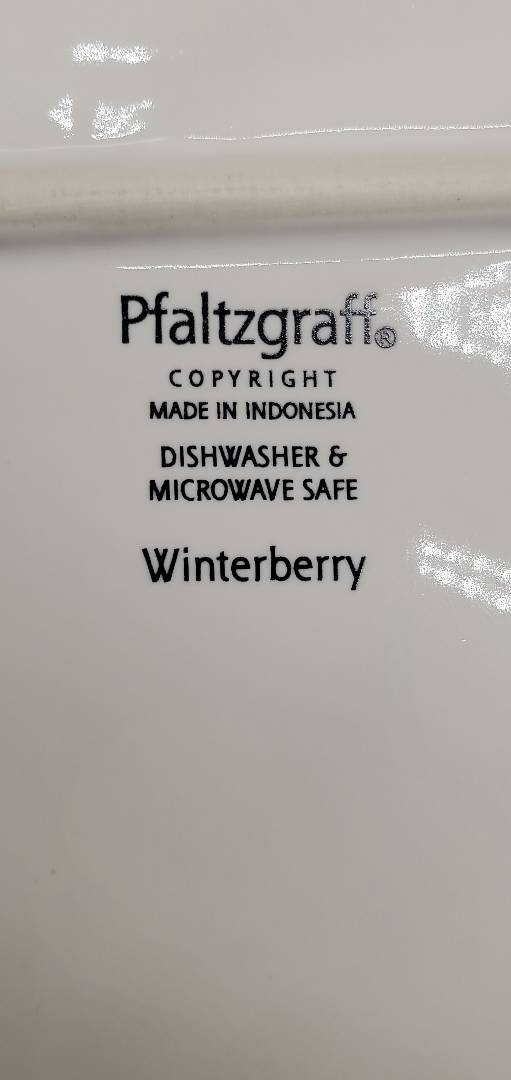 Pfaltzgraff®
COPYRIGHT
MADE IN INDONESIA
DISHWASHER &
MICROWAVE SAFE
Winterberry